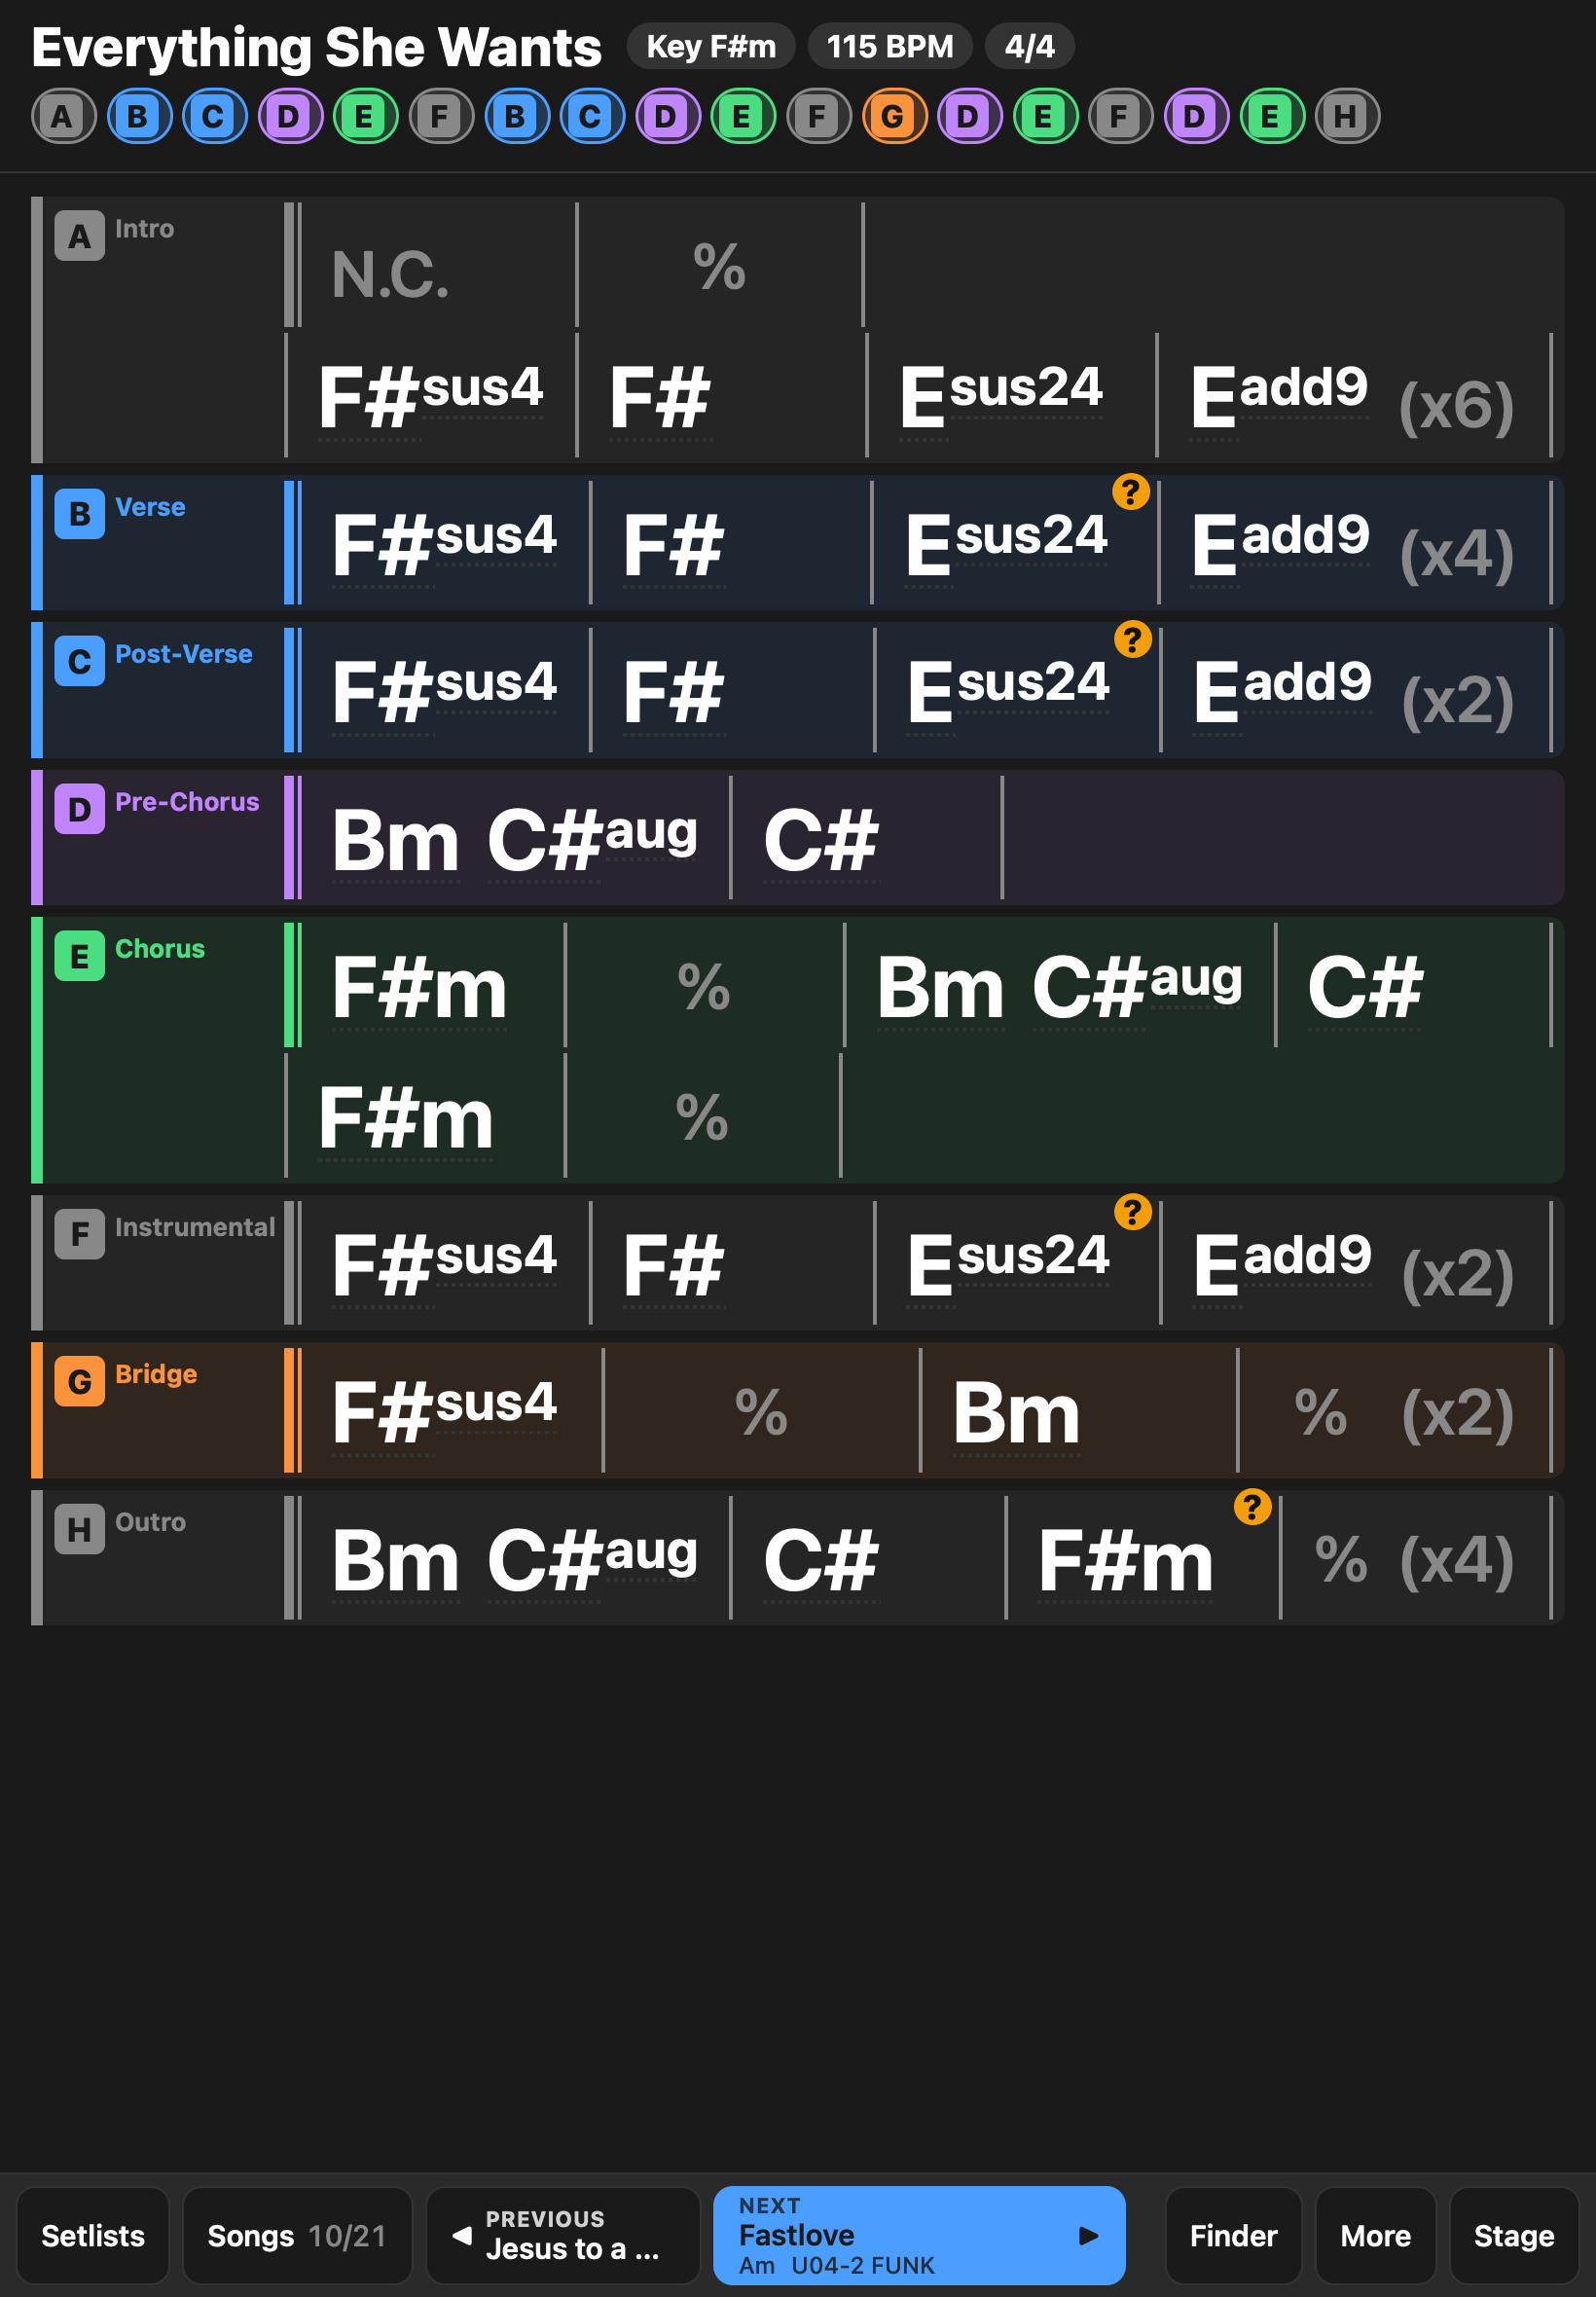 Everything She Wants Key F#m 115 BPM 4/4
A B C D E F B C D E F G D E F D E H
A Intro N.C. %
F#sus4 F# Esus24 Eadd9 (x6)
B Verse F#sus4 F# Esus24 ? Eadd9 (x4)
C Post-Verse F#sus4 F# Esus24 ? Eadd9 (x2)
D Pre-Chorus Bm C#aug C#
E Chorus F#m % Bm C#aug C#
F#m %
F Instrumental F#sus4 F# Esus24 ? Eadd9 (x2)
G Bridge F#sus4 % Bm % (x2)
H Outro Bm C#aug C# F#m ? % (x4)
Setlists
Songs 10/21
PREVIOUS
Jesus to a ...
NEXT
Fastlove
Am U04-2 FUNK
Finder
More
Stage